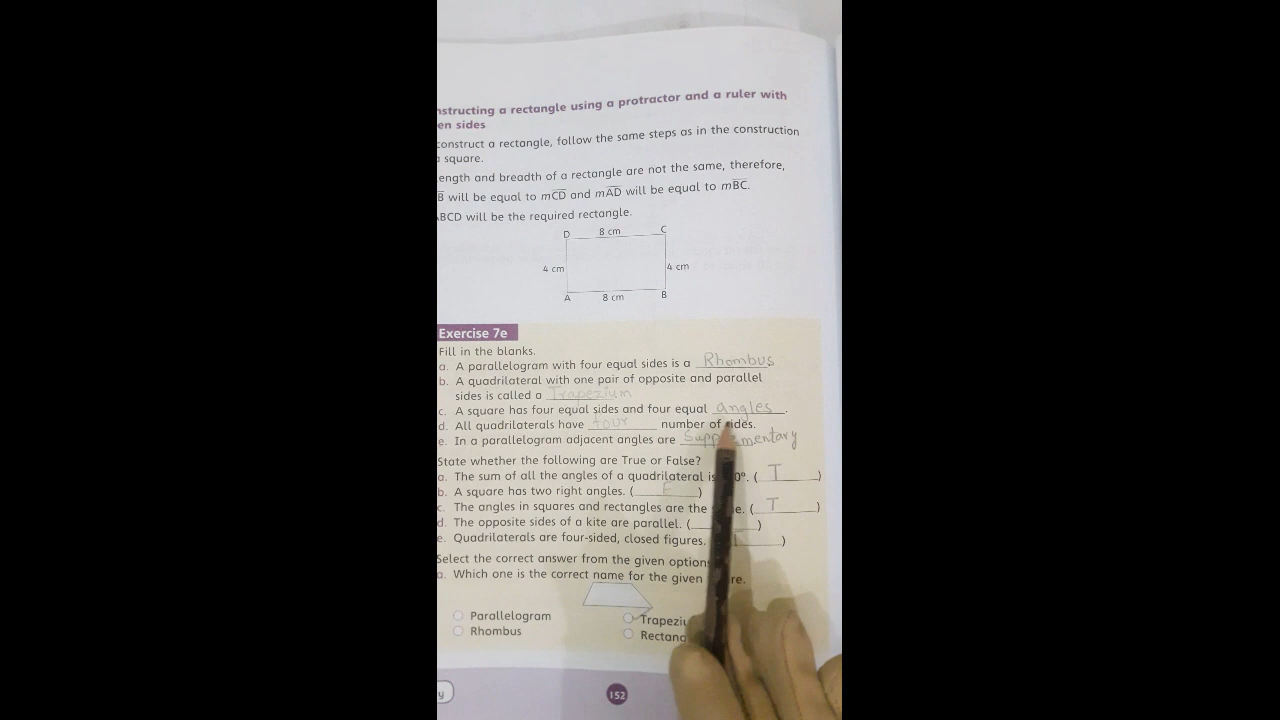 nstructing a rectangle using a protractor and a ruler with
en sides
construct a rectangle, follow the same steps as in the construction
a square.
ength and breadth of a rectangle are not the same, therefore,
B will be equal to mCD and mAD will be equal to mBC.
ABCD will be the required rectangle.
D 8 cm C
4 cm 4 cm
A 8 cm B
Exercise 7e
Fill in the blanks.
a. A parallelogram with four equal sides is a Rhombus.
b. A quadrilateral with one pair of opposite and parallel
sides is called a Trapezium
c. A square has four equal sides and four equal angles.
d. All quadrilaterals have four number of sides.
e. In a parallelogram adjacent angles are Supplementary
State whether the following are True or False?
a. The sum of all the angles of a quadrilateral is 0°. ( T )
b. A square has two right angles. ( F )
c. The angles in squares and rectangles are the e. ( T )
d. The opposite sides of a kite are parallel. ( )
e. Quadrilaterals are four-sided, closed figures. )
Select the correct answer from the given option
a. Which one is the correct name for the given re.
Parallelogram Trapeziu
Rhombus Rectang
y 152